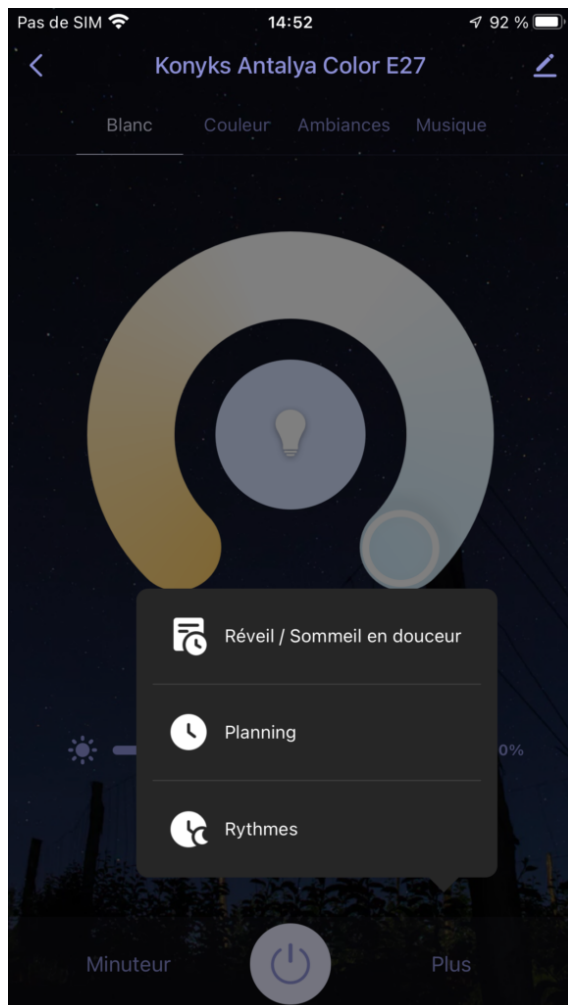 Pas de SIM 14:52 92 %
Konyks Antalya Color E27
Blanc Couleur Ambiances Musique
Réveil / Sommeil en douceur
Planning
0%
Rythmes
Minuteur Plus